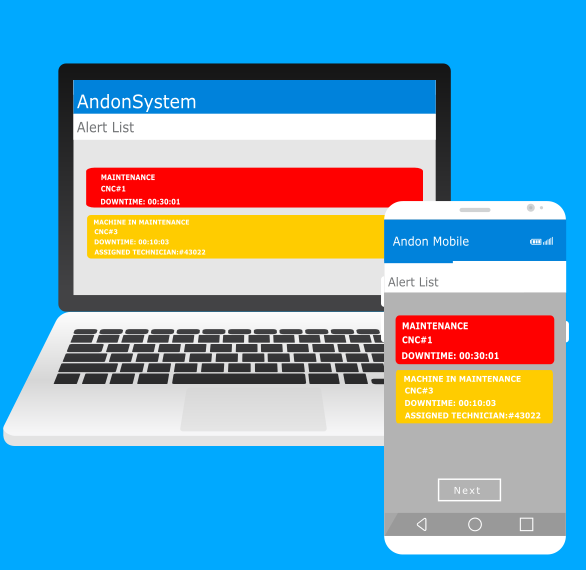 AndonSystem
Alert List
MAINTENANCE
CNC#1
DOWNTIME: 00:30:01
MACHINE IN MAINTENANCE
CNC#3
DOWNTIME: 00:10:03
ASSIGNED TECHNICIAN:#43022
Andon Mobile
Alert List
MAINTENANCE
CNC#1
DOWNTIME: 00:30:01
MACHINE IN MAINTENANCE
CNC#3
DOWNTIME: 00:10:03
ASSIGNED TECHNICIAN:#43022
Next